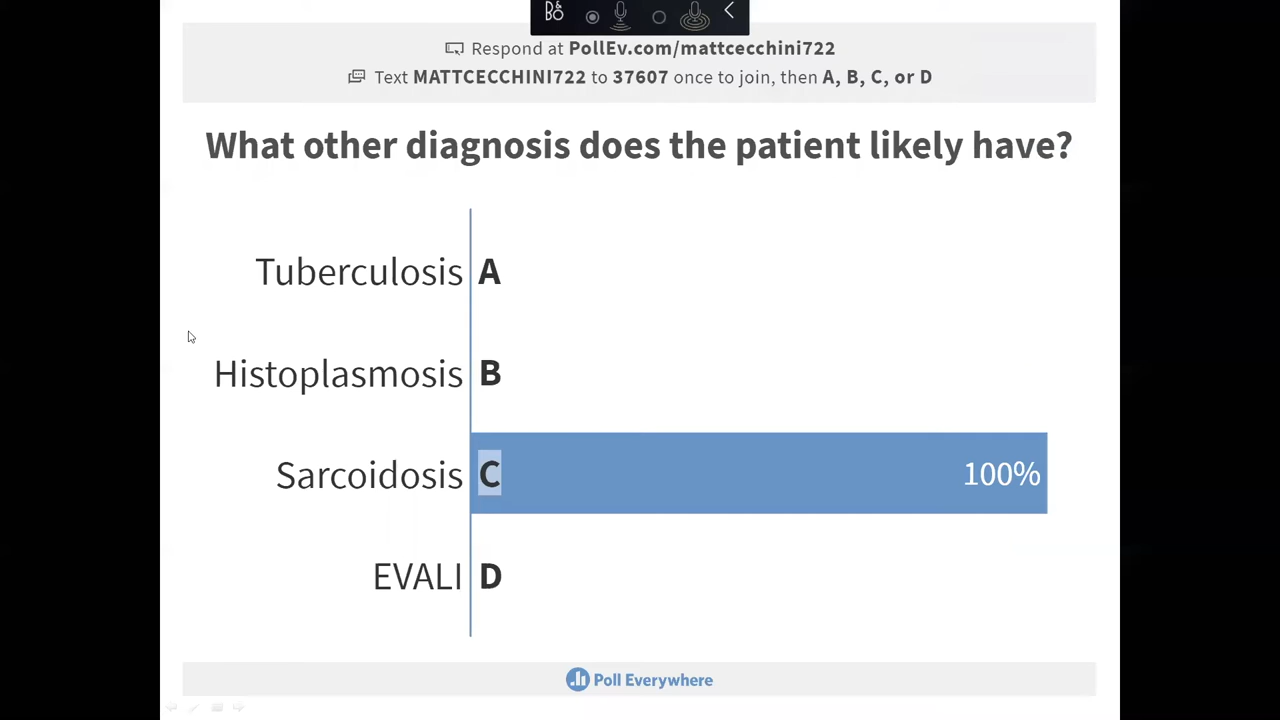 B&O
Respond at PollEv.com/mattcecchini722
Text MATTCECCHINI722 to 37607 once to join, then A, B, C, or D
What other diagnosis does the patient likely have?
Tuberculosis A
Histoplasmosis B
Sarcoidosis C 100%
EVALI D
Poll Everywhere